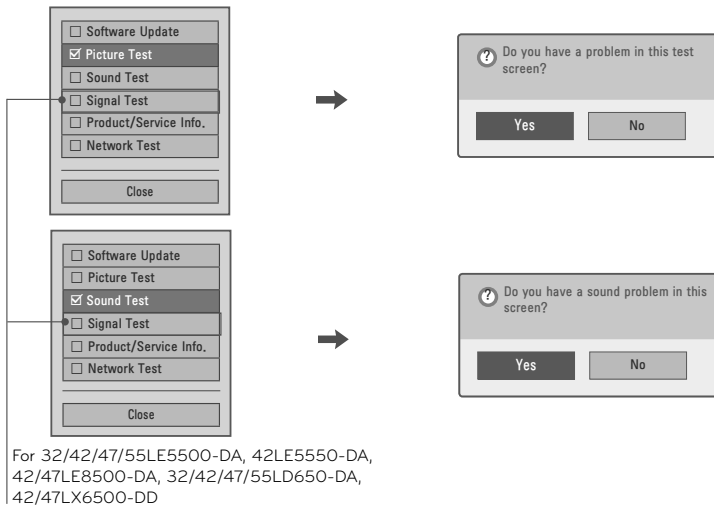 Software Update
Picture Test
Sound Test
Signal Test
Product/Service Info.
Network Test
Close
? Do you have a problem in this test
screen?
Yes
No
Software Update
Picture Test
Sound Test
Signal Test
Product/Service Info.
Network Test
Close
? Do you have a sound problem in this
screen?
Yes
No
For 32/42/47/55LE5500-DA, 42LE5550-DA,
42/47LE8500-DA, 32/42/47/55LD650-DA,
42/47LX6500-DD